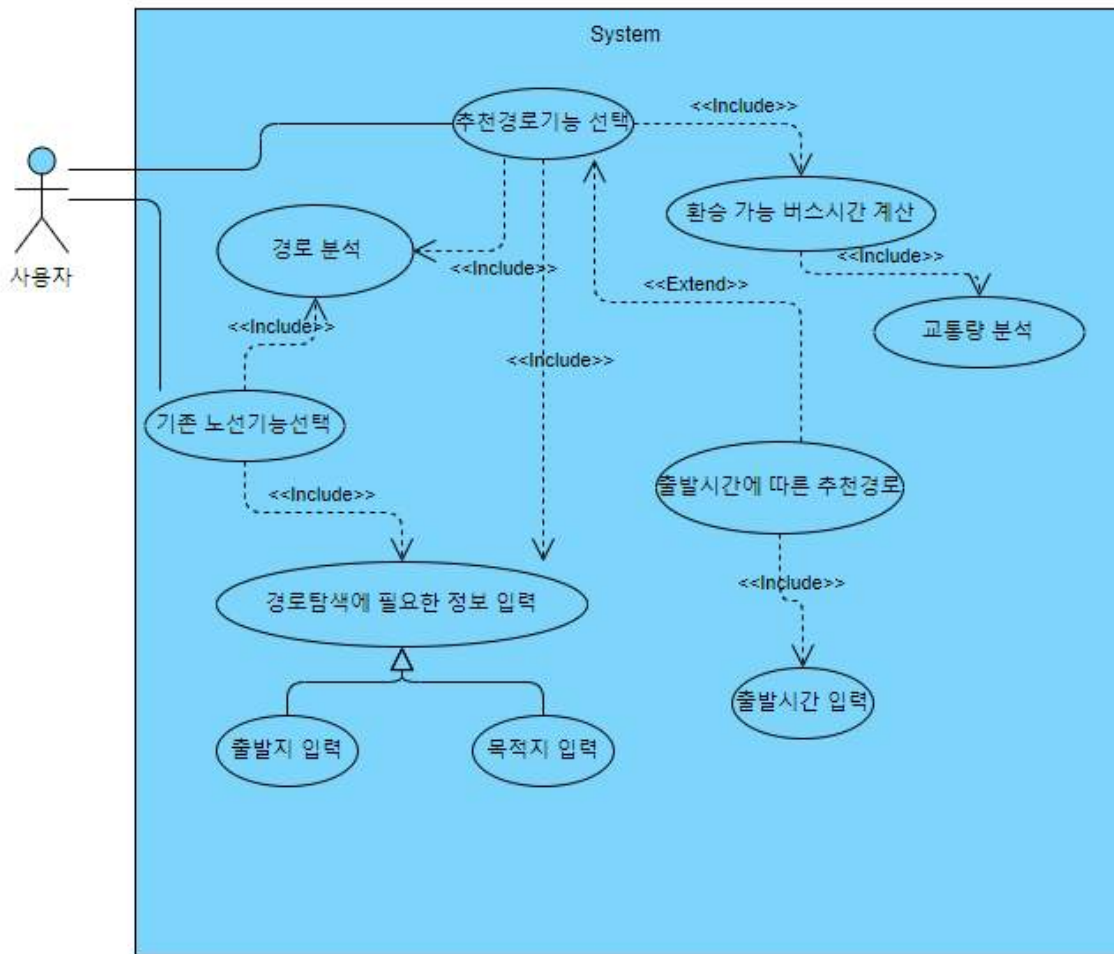 System
추천경로기능 선택
<<Include>>
사용자
환승 가능 버스시간 계산
경로 분석
<<Include>>
<<Include>>
<<Extend>>
교통량 분석
<<Include>>
<<Include>>
기존 노선기능선택
출발시간에 따른 추천경로
<<Include>>
<<Include>>
경로탐색에 필요한 정보 입력
출발시간 입력
출발지 입력
목적지 입력